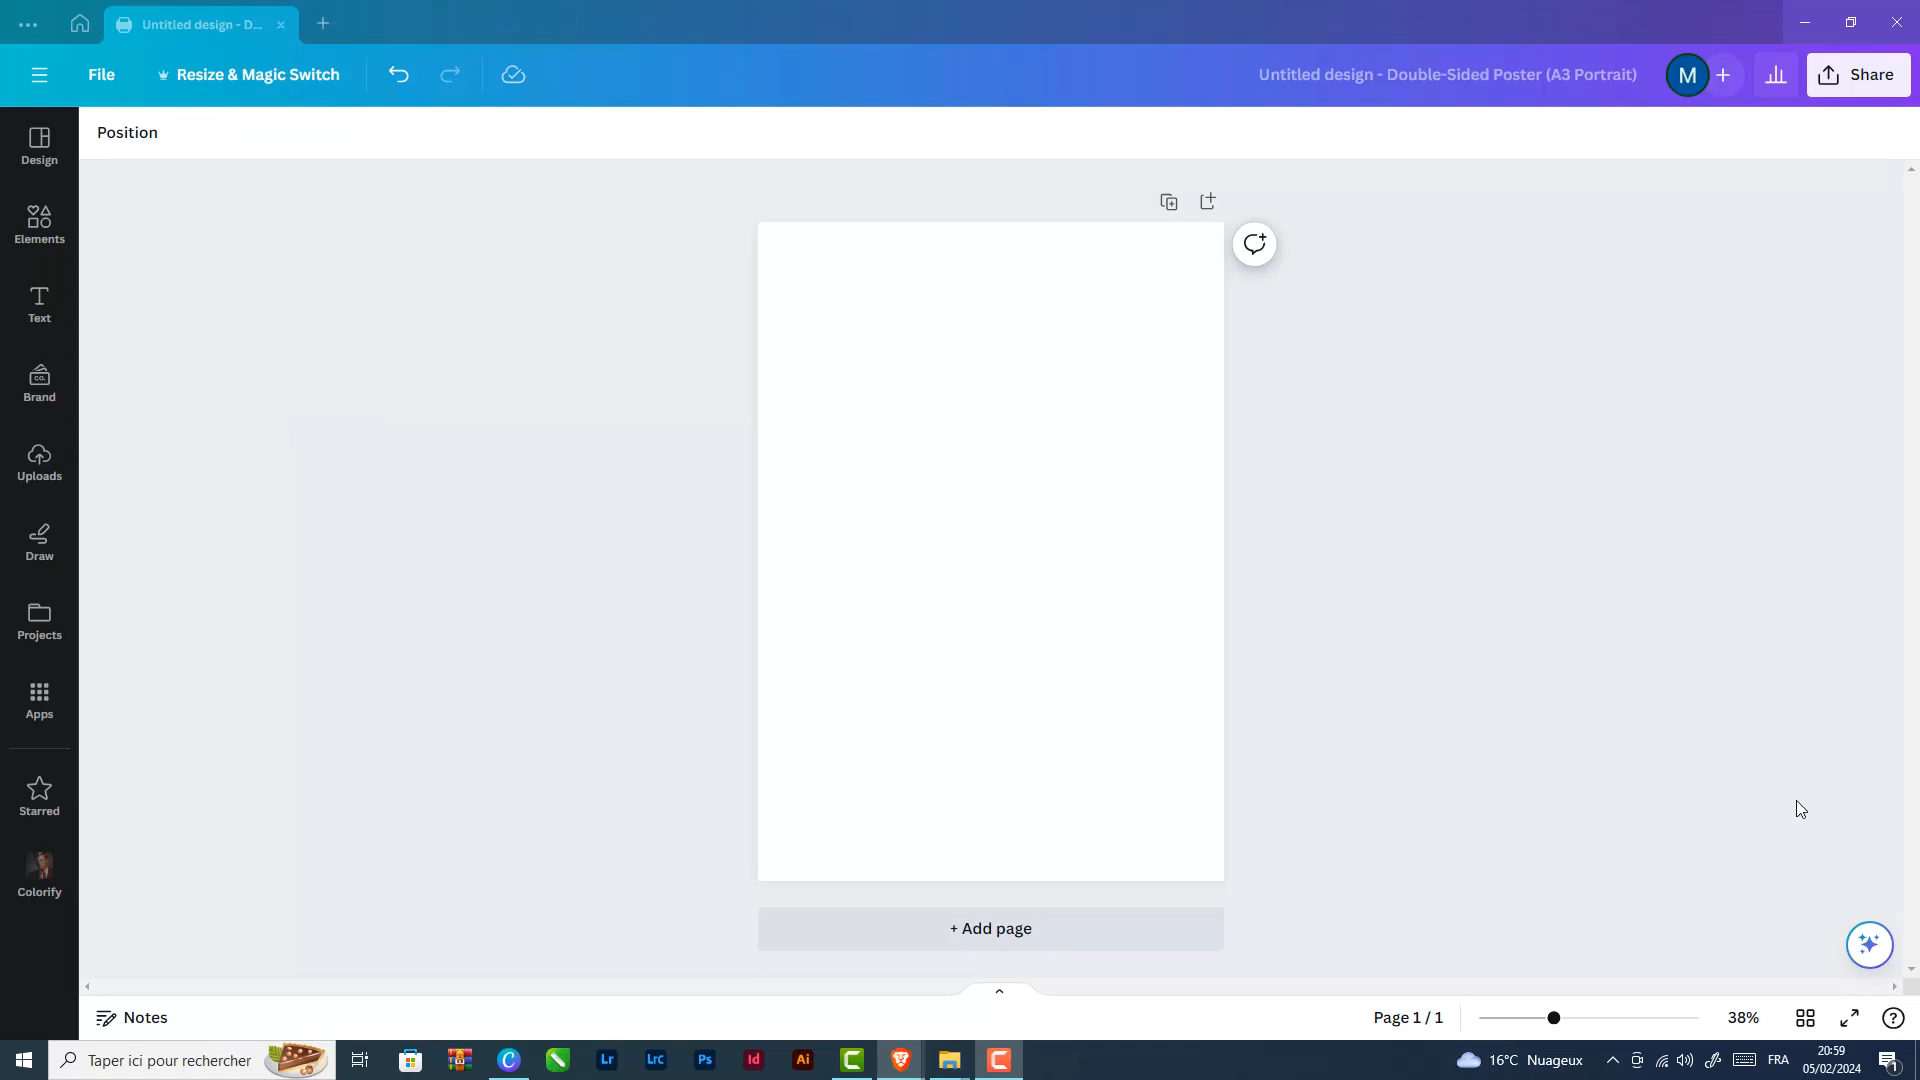 Untitled design - D...
File
Resize & Magic Switch
Untitled design - Double-Sided Poster (A3 Portrait)
M
Share
Position
Design
Elements
Text
CO.
Brand
Uploads
Draw
Projects
Apps
Starred
Colorify
+ Add page
Notes
Page 1 / 1
38%
Taper ici pour rechercher
Lr
LrC
Ps
Id
Ai
16°C Nuageux
FRA
20:59
05/02/2024
1